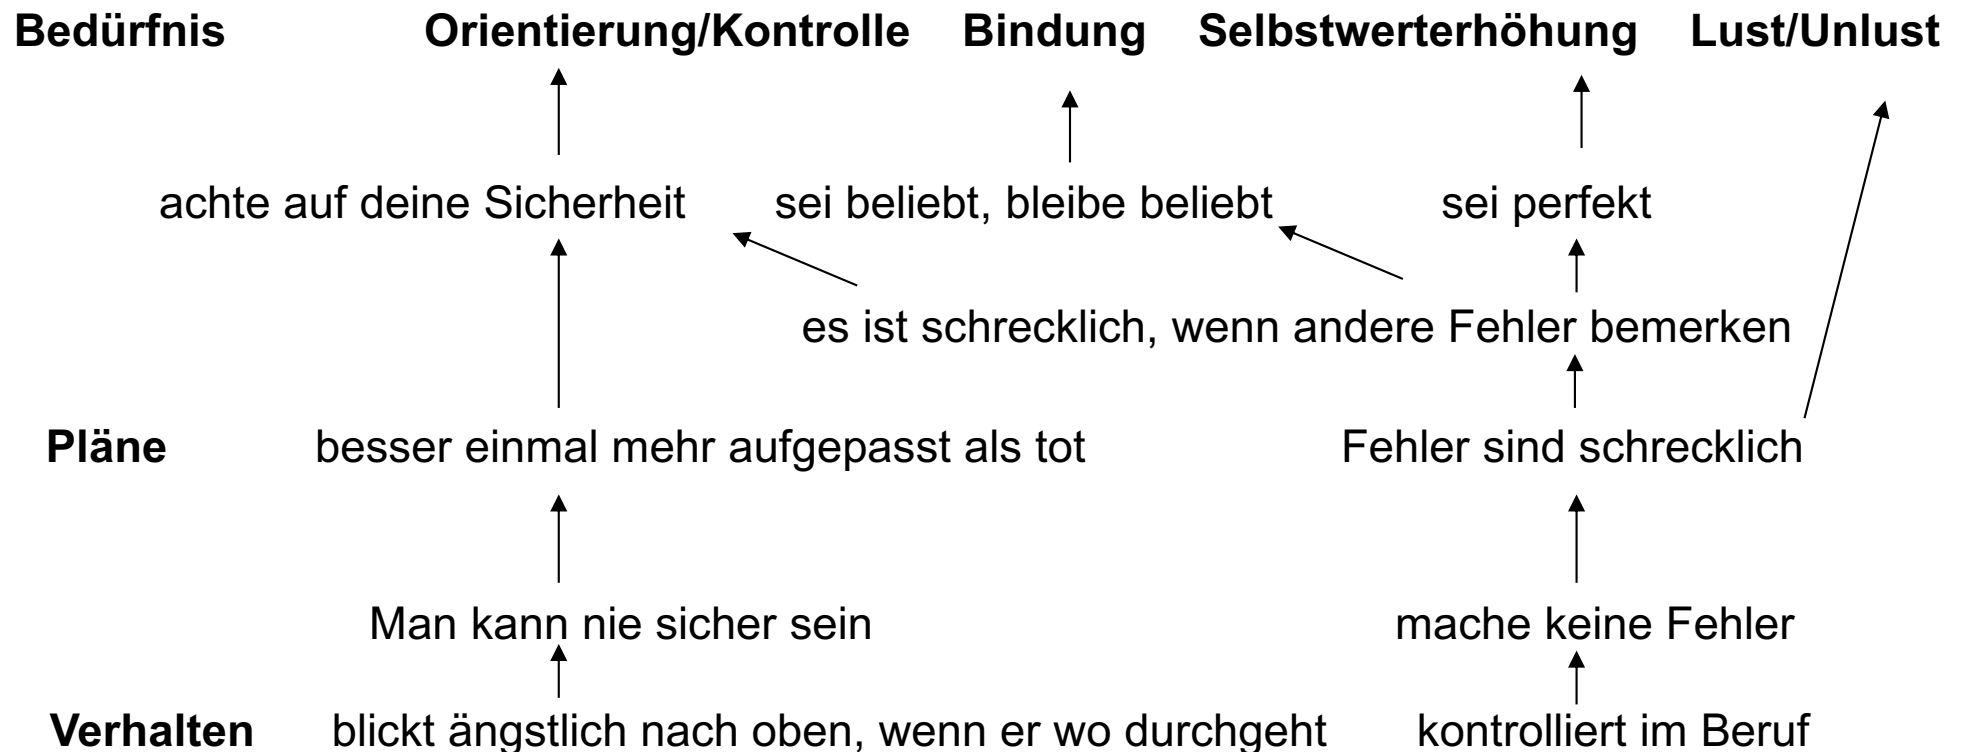 Bedürfnis Orientierung/Kontrolle Bindung Selbstwerterhöhung Lust/Unlust
achte auf deine Sicherheit sei beliebt, bleibe beliebt sei perfekt
es ist schrecklich, wenn andere Fehler bemerken
Pläne besser einmal mehr aufgepasst als tot Fehler sind schrecklich
Man kann nie sicher sein mache keine Fehler
Verhalten blickt ängstlich nach oben, wenn er wo durchgeht kontrolliert im Beruf